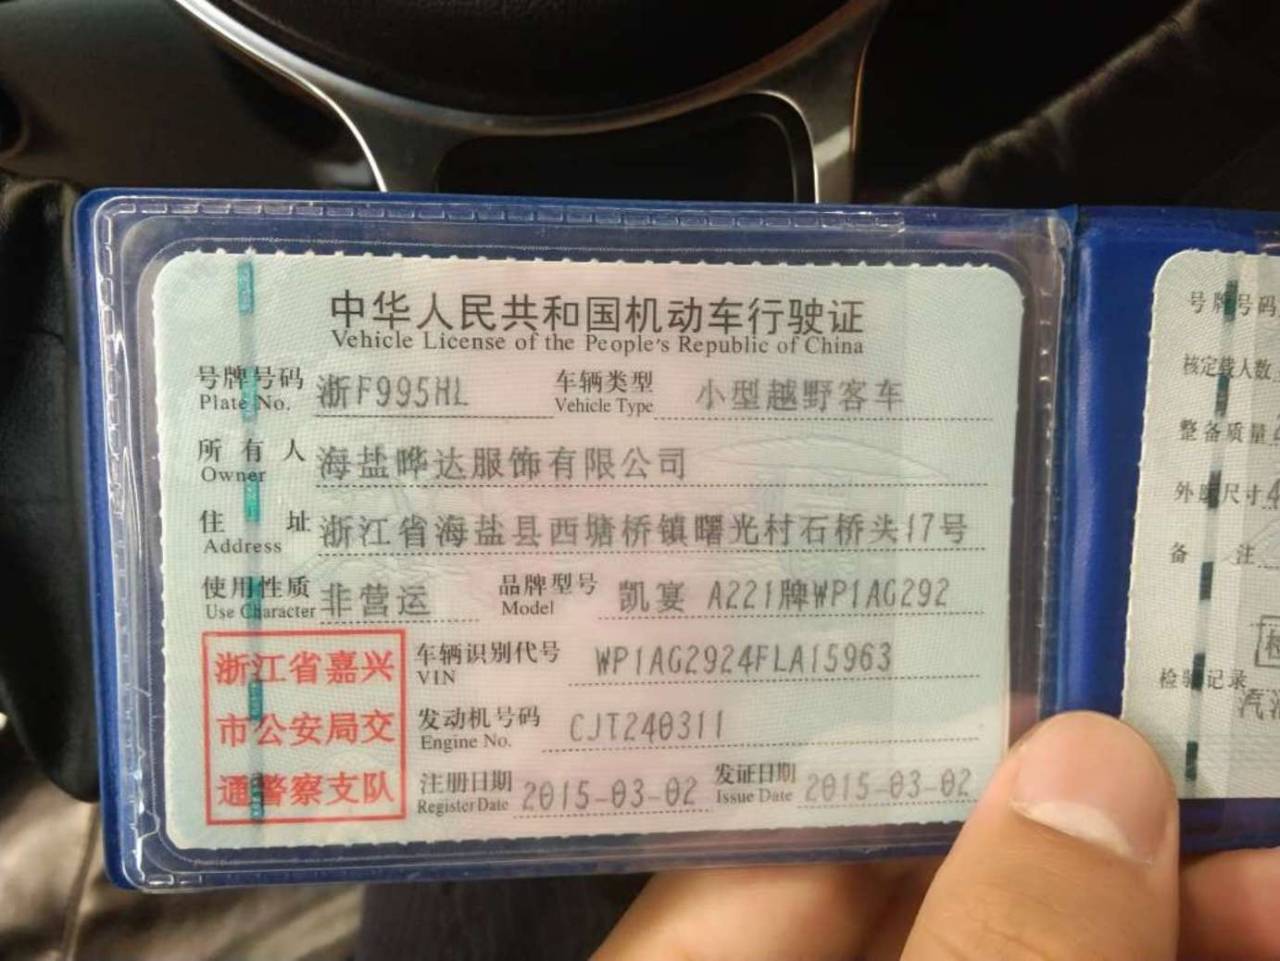 中华人民共和国机动车行驶证
Vehicle License of the People's Republic of China
号牌号码 浙F995HL 车辆类型 小型越野客车
Plate No. Vehicle Type
所有人 海盐晔达服饰有限公司
Owner
住址 浙江省海盐县西塘桥镇曙光村石桥头17号
Address
使用性质 非营运 品牌型号 凯宴 A221牌WP1AG292
Use Character Model
浙江省嘉兴
市公安局交
通警察支队
车辆识别代号 WP1AG2924FLA15963
VIN
发动机号码 CJT240311
Engine No.
注册日期 2015-03-02 发证日期 2015-03-02
Register Date Issue Date
号牌号码
核定载人数
整备质量
外廓尺寸
备注
检验记录